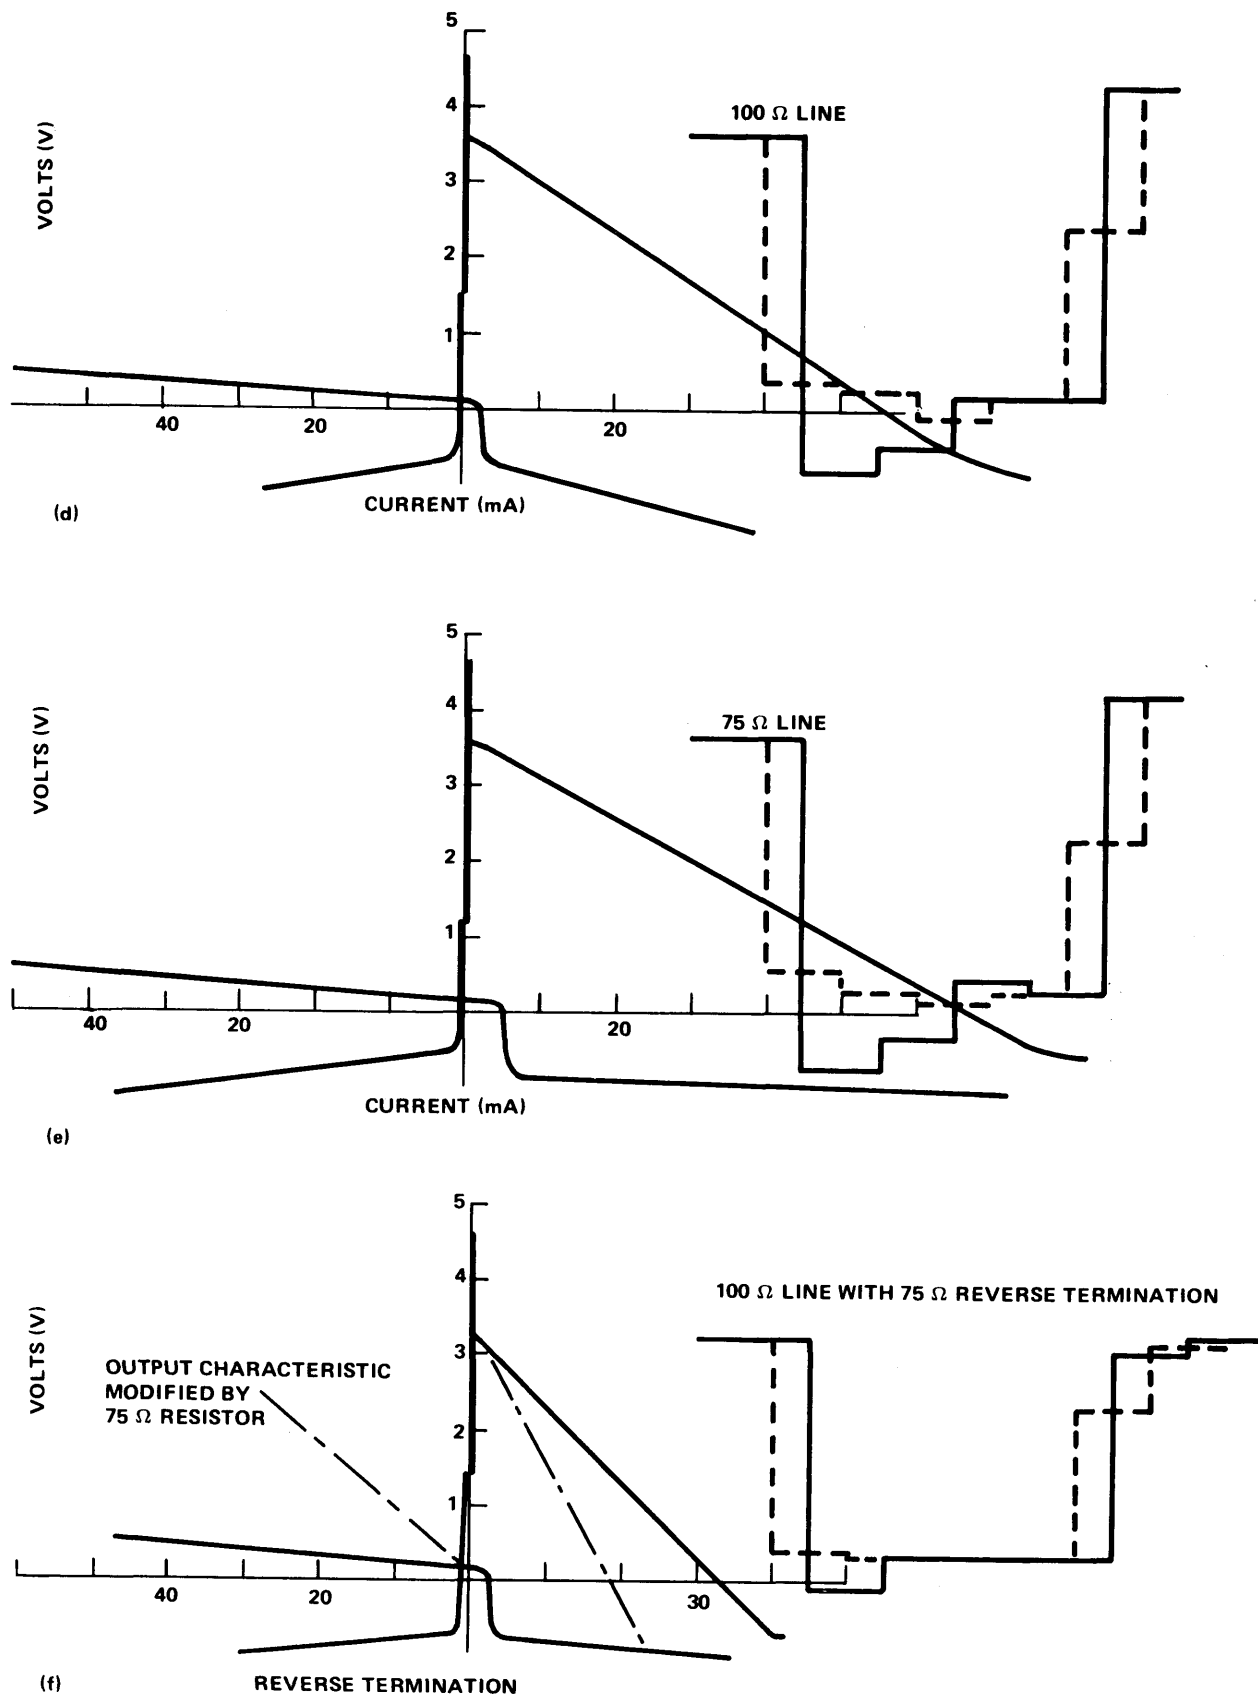 5
4
3
2
1
VOLTS (V)
100 Ω LINE
40
20
20
CURRENT (mA)
(d)
5
4
3
2
1
VOLTS (V)
75 Ω LINE
40
20
20
CURRENT (mA)
(e)
5
4
3
2
1
VOLTS (V)
100 Ω LINE WITH 75 Ω REVERSE TERMINATION
OUTPUT CHARACTERISTIC
MODIFIED BY
75 Ω RESISTOR
40
20
30
(f)
REVERSE TERMINATION